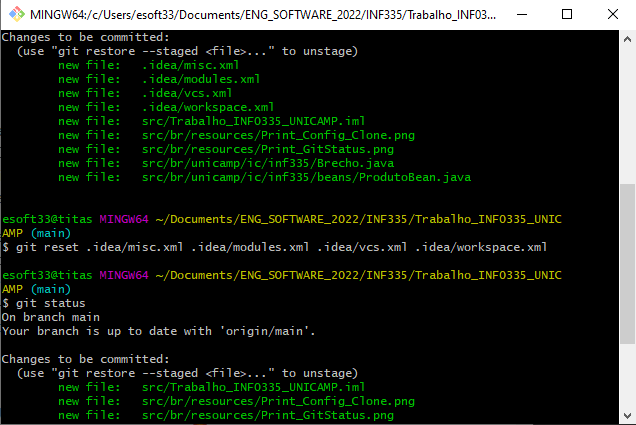 MINGW64:/c/Users/esoft33/Documents/ENG_SOFTWARE_2022/INF335/Trabalho_INF03...
Changes to be committed:
  (use "git restore --staged <file>..." to unstage)
        new file:   .idea/misc.xml
        new file:   .idea/modules.xml
        new file:   .idea/vcs.xml
        new file:   .idea/workspace.xml
        new file:   src/Trabalho_INFO335_UNICAMP.iml
        new file:   src/br/resources/Print_Config_Clone.png
        new file:   src/br/resources/Print_GitStatus.png
        new file:   src/br/unicamp/ic/inf335/Brecho.java
        new file:   src/br/unicamp/ic/inf335/beans/ProdutoBean.java
esoft33@titas MINGW64 ~/Documents/ENG_SOFTWARE_2022/INF335/Trabalho_INFO335_UNIC
AMP (main)
$ git reset .idea/misc.xml .idea/modules.xml .idea/vcs.xml .idea/workspace.xml
esoft33@titas MINGW64 ~/Documents/ENG_SOFTWARE_2022/INF335/Trabalho_INFO335_UNIC
AMP (main)
$ git status
On branch main
Your branch is up to date with 'origin/main'.
Changes to be committed:
  (use "git restore --staged <file>..." to unstage)
        new file:   src/Trabalho_INFO335_UNICAMP.iml
        new file:   src/br/resources/Print_Config_Clone.png
        new file:   src/br/resources/Print_GitStatus.png